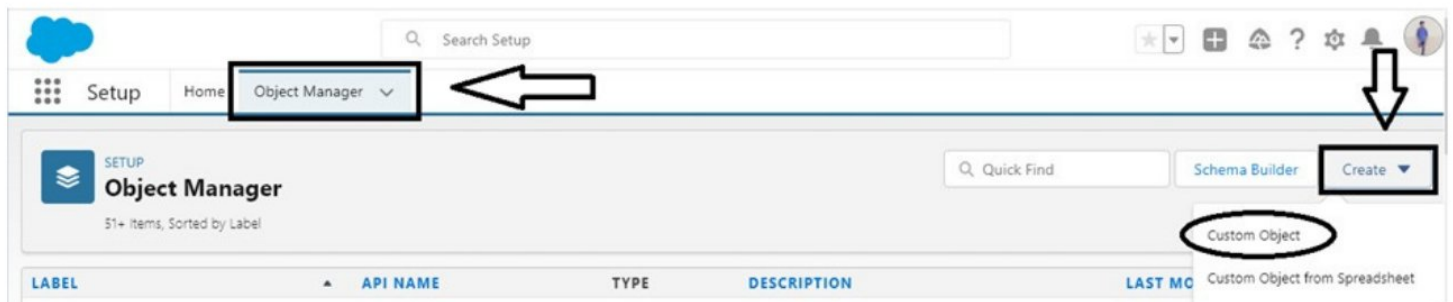 Search Setup
Setup Home Object Manager
SETUP
Object Manager
51+ Items, Sorted by Label
Quick Find
Schema Builder
Create
Custom Object
Custom Object from Spreadsheet
LABEL API NAME TYPE DESCRIPTION LAST MO